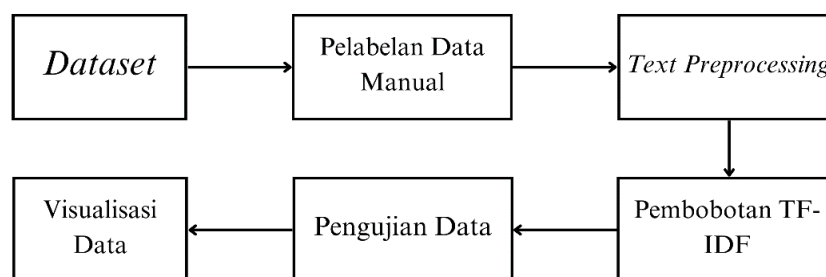 Dataset
Pelabelan Data
Manual
Text Preprocessing
Visualisasi
Data
Pengujian Data
Pembobotan TF-
IDF